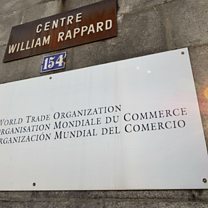 CENTRE
WILLIAM RAPPARD
154
WORLD TRADE ORGANIZATION
ORGANISATION MONDIALE DU COMMERCE
ORGANIZACIÓN MUNDIAL DEL COMERCIO